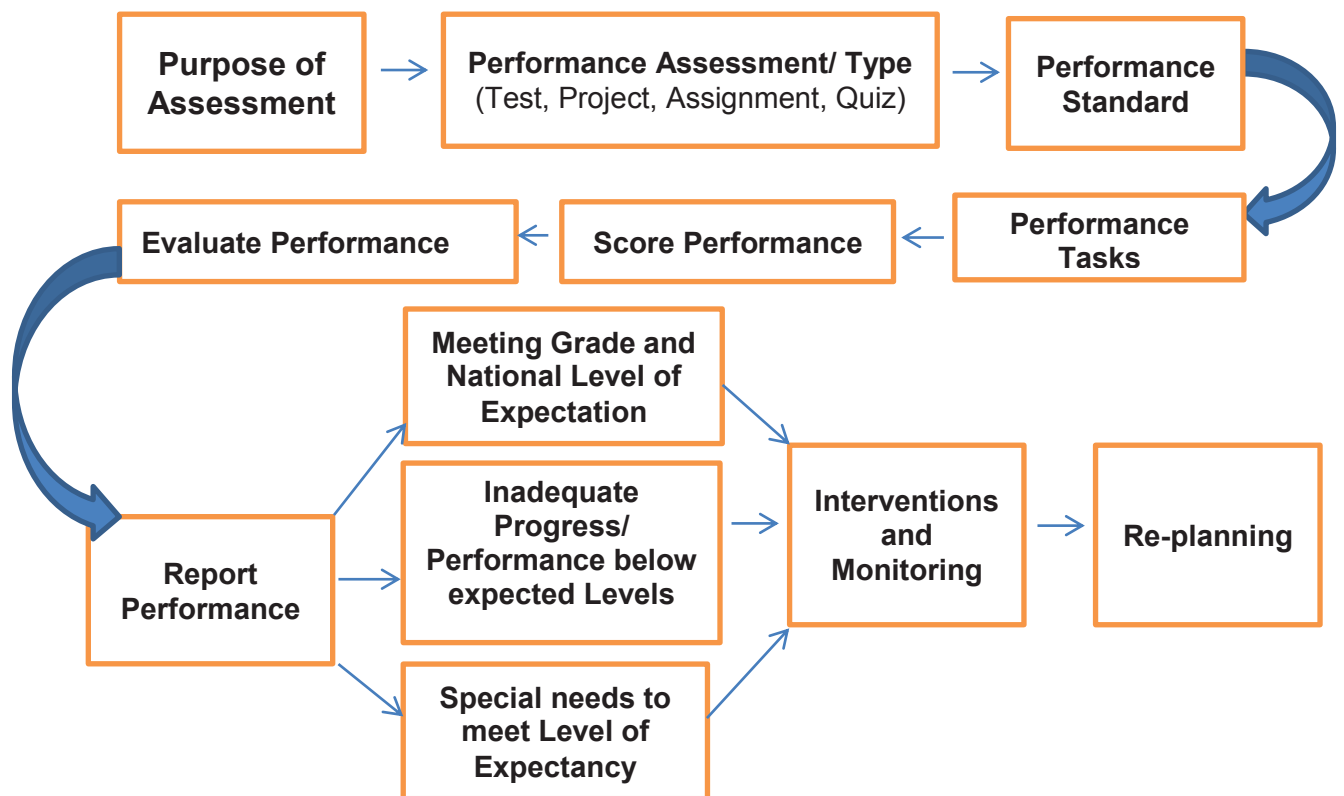 Purpose of
Assessment
Performance Assessment/ Type
(Test, Project, Assignment, Quiz)
Performance
Standard
Evaluate Performance
Score Performance
Performance
Tasks
Meeting Grade and
National Level of
Expectation
Inadequate
Progress/
Performance below
expected Levels
Interventions
and
Monitoring
Re-planning
Report
Performance
Special needs to
meet Level of
Expectancy